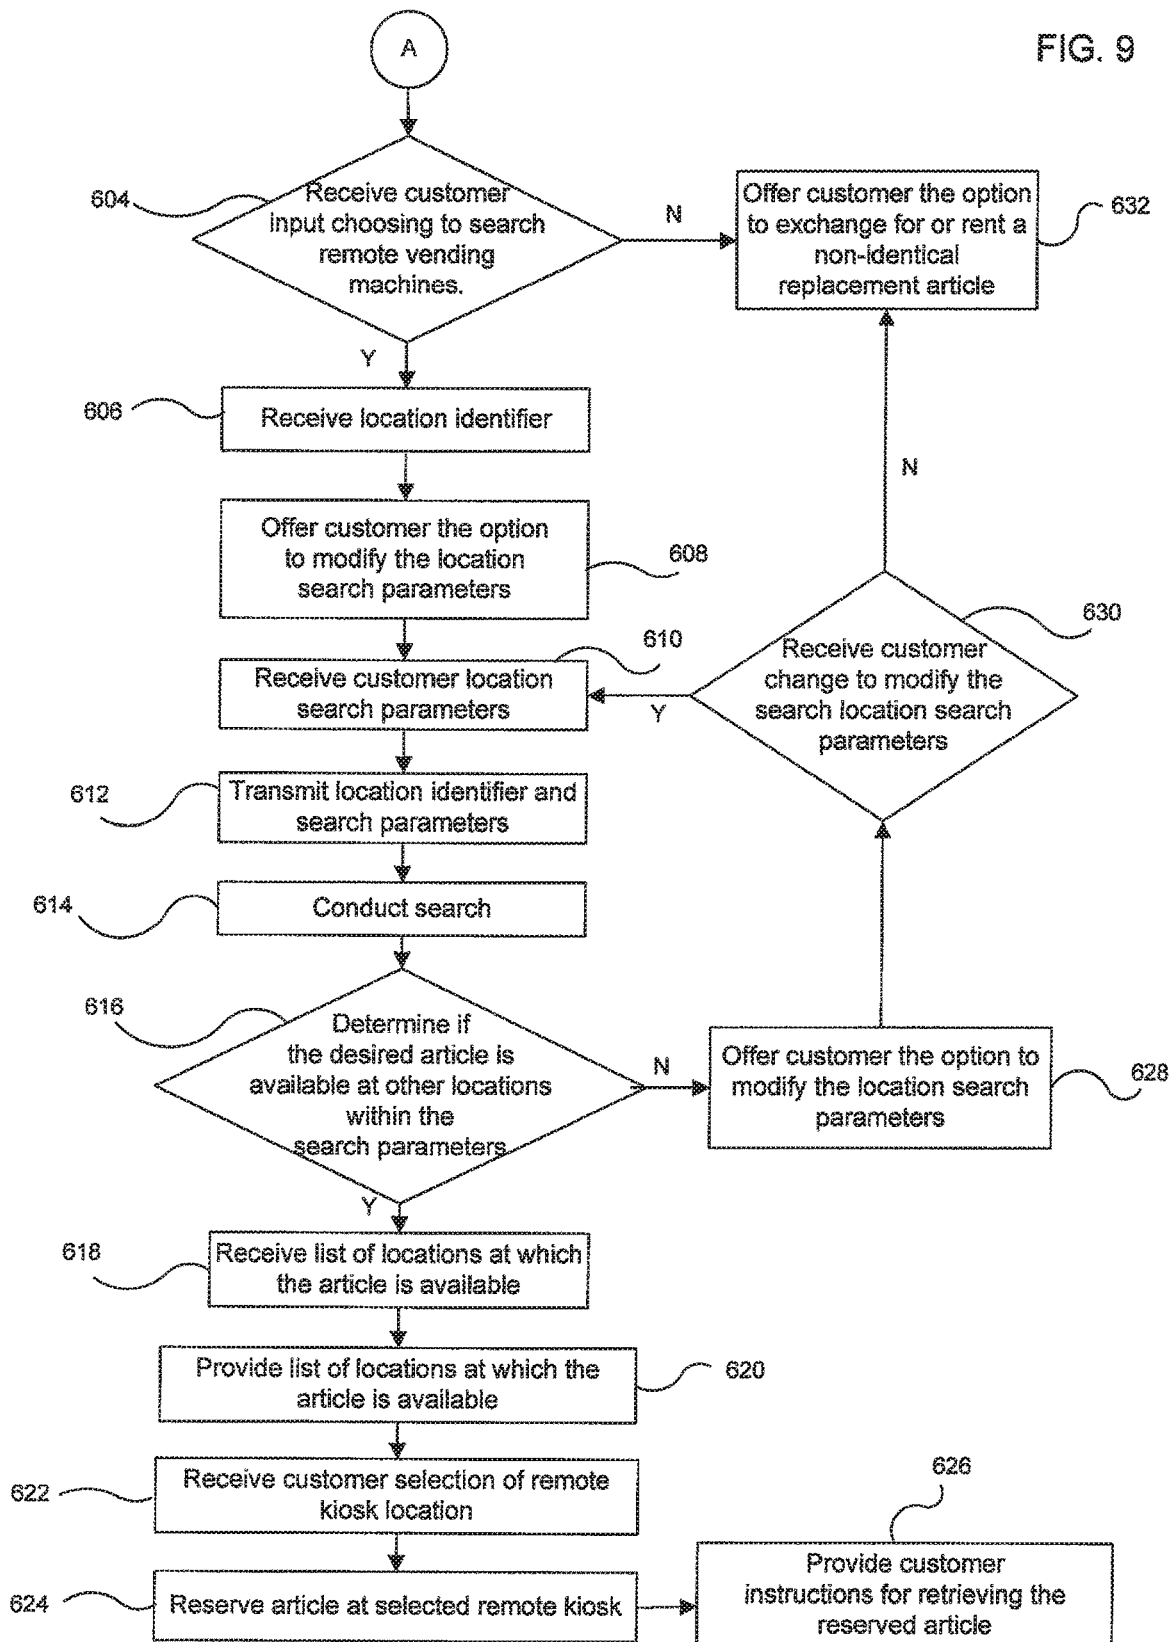 FIG. 9
A
604
Receive customer
input choosing to search
remote vending
machines.
N
Offer customer the option
to exchange for or rent a
non-identical
replacement article
632
Y
606
Receive location identifier
N
Offer customer the option
to modify the location
search parameters
608
630
610
Receive customer location
search parameters
Y
Receive customer
change to modify the
search location search
parameters
612
Transmit location identifier and
search parameters
614
Conduct search
616
Determine if
the desired article is
available at other locations
within the
search parameters
N
Offer customer the option to
modify the location search
parameters
628
Y
618
Receive list of locations at which
the article is available
Provide list of locations at which the
article is available
620
622
Receive customer selection of remote
kiosk location
626
624
Reserve article at selected remote kiosk
Provide customer
instructions for retrieving the
reserved article